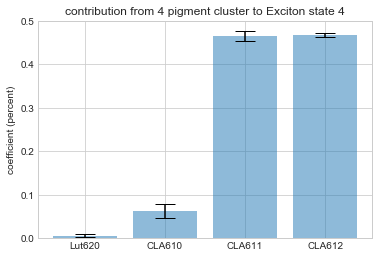 contribution from 4 pigment cluster to Exciton state 4
coefficient (percent)
0.5
0.4
0.3
0.2
0.1
0.0
Lut620 CLA610 CLA611 CLA612